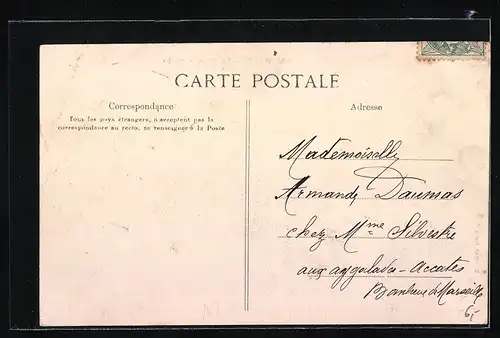 CARTE POSTALE
Correspondance
Tous les pays étrangers, n'acceptent pas la
correspondance au recto, se renseigner à la Poste
Adresse
Mademoiselle
Armande Daumas
chez Mme Silvestre
aux aygalades - Accates
Banlieue de Marseille